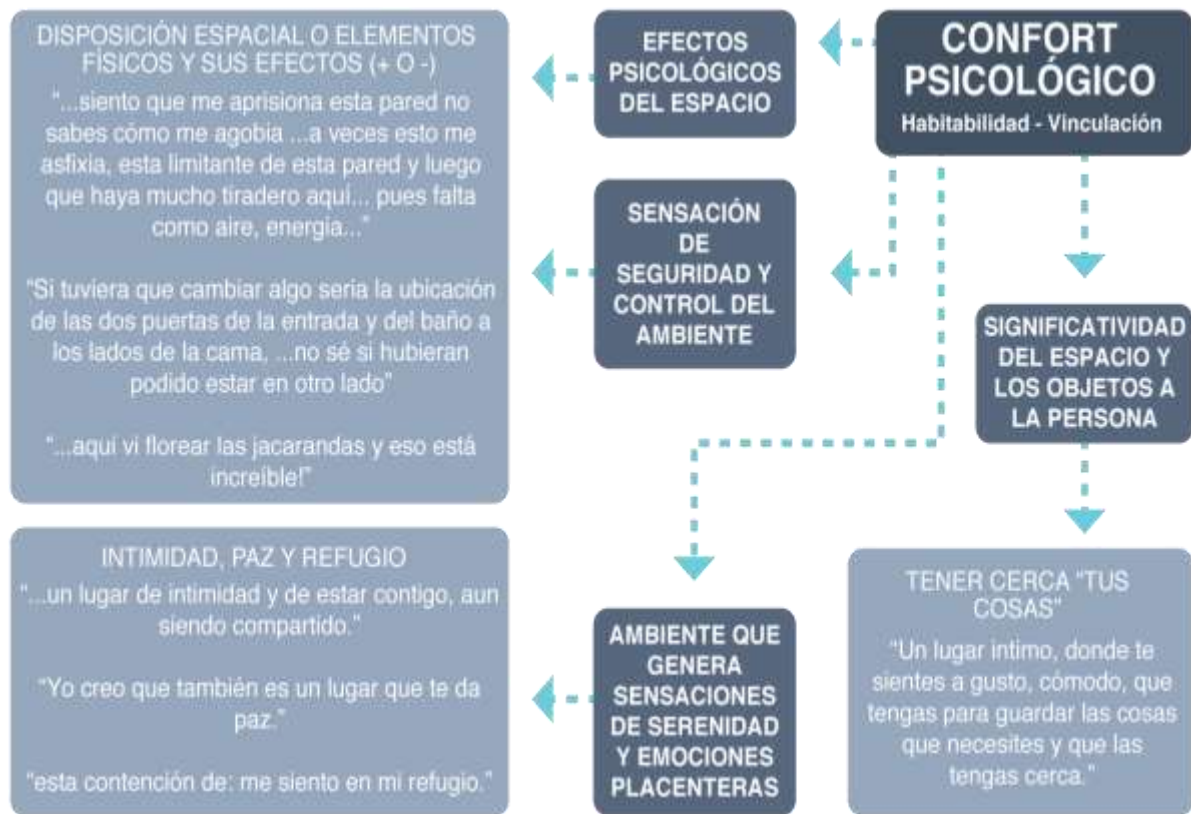 DISPOSICIÓN ESPACIAL O ELEMENTOS
FÍSICOS Y SUS EFECTOS (+ O -)
"...siento que me aprisiona esta pared no
sabes cómo me agobia ...a veces esto me
asfixia, esta limitante de esta pared y luego
que haya mucho tiradero aquí... pues falta
como aire, energía..."
"Si tuviera que cambiar algo sería la ubicación
de las dos puertas de la entrada y del baño a
los lados de la cama, ...no sé si hubieran
podido estar en otro lado"
"...aquí vi florear las jacarandas y eso está
increíble!"
EFECTOS
PSICOLÓGICOS
DEL ESPACIO
CONFORT
PSICOLÓGICO
Habitabilidad - Vinculación
SENSACIÓN
DE
SEGURIDAD Y
CONTROL DEL
AMBIENTE
SIGNIFICATIVIDAD
DEL ESPACIO Y
LOS OBJETOS A
LA PERSONA
INTIMIDAD, PAZ Y REFUGIO
"...un lugar de intimidad y de estar contigo, aun
siendo compartido."
"Yo creo que también es un lugar que te da
paz."
"esta contención de: me siento en mi refugio."
AMBIENTE QUE
GENERA
SENSACIONES
DE SERENIDAD
Y EMOCIONES
PLACENTERAS
TENER CERCA "TUS
COSAS"
"Un lugar intimo, donde te
sientes a gusto, cómodo, que
tengas para guardar las cosas
que necesites y que las
tengas cerca."